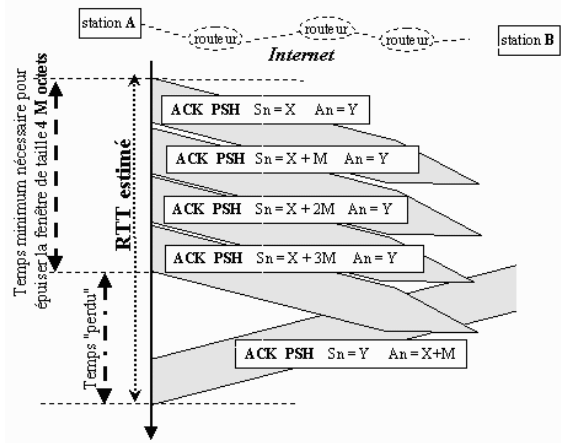 station A
routeur
routeur
routeur
station B
Internet
Temps minimum nécessaire pour
épuiser la fenêtre de taille 4 M octets
RTT estimé
ACK PSH Sn = X An = Y
ACK PSH Sn = X + M An = Y
ACK PSH Sn = X + 2M An = Y
ACK PSH Sn = X + 3M An = Y
Temps "perdu"
ACK PSH Sn = Y An = X+M